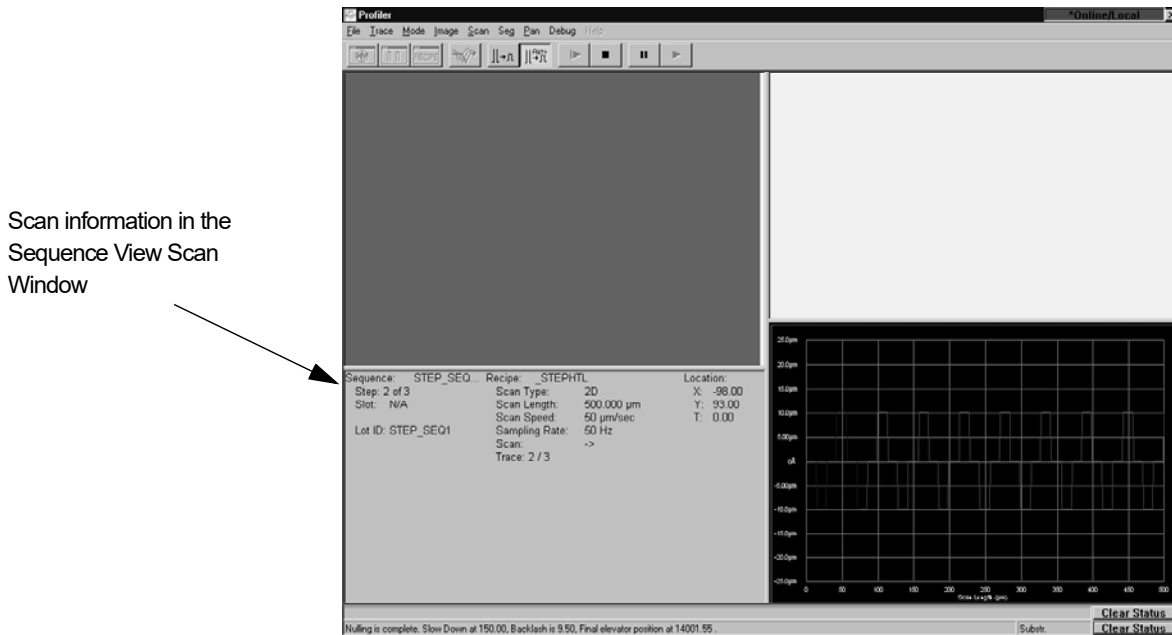 Scan information in the
Sequence View Scan
Window
Profiler
*Online/Local
File Trace Mode Image Scan Seg Pan Debug Help
RECIPE
Sequence: STEP_SEQ... Recipe: _STEPHTL Location:
Step: 2 of 3 Scan Type: 2D X: -98.00
Slot: N/A Scan Length: 500.000 µm Y: 93.00
Scan Speed: 50 µm/sec T: 0.00
Lot ID: STEP_SEQ1 Sampling Rate: 50 Hz
Scan: ->
Trace: 2 / 3
25.0µm
20.0µm
15.0µm
10.0µm
5.00µm
oÅ
-5.00µm
-10.0µm
-15.0µm
-20.0µm
-25.0µm
0 50 100 150 200 250 300 350 400 450 500
Scan Length (µm)
Clear Status
Nulling is complete. Slow Down at 150.00, Backlash is 9.50, Final elevator position at 14001.55 . Substr. Clear Status